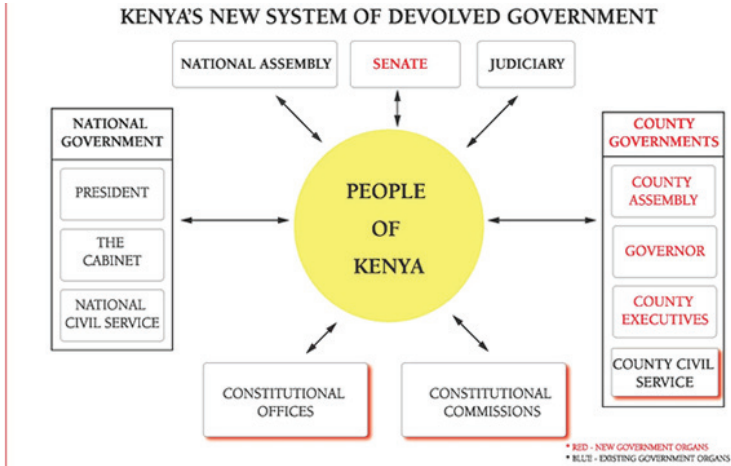 KENYA'S NEW SYSTEM OF DEVOLVED GOVERNMENT
NATIONAL ASSEMBLY
SENATE
JUDICIARY
NATIONAL
GOVERNMENT
PRESIDENT
THE
CABINET
NATIONAL
CIVIL SERVICE
PEOPLE
OF
KENYA
COUNTY
GOVERNMENTS
COUNTY
ASSEMBLY
GOVERNOR
COUNTY
EXECUTIVES
COUNTY CIVIL
SERVICE
CONSTITUTIONAL
OFFICES
CONSTITUTIONAL
COMMISSIONS
* RED - NEW GOVERNMENT ORGANS
* BLUE - EXISTING GOVERNMENT ORGANS